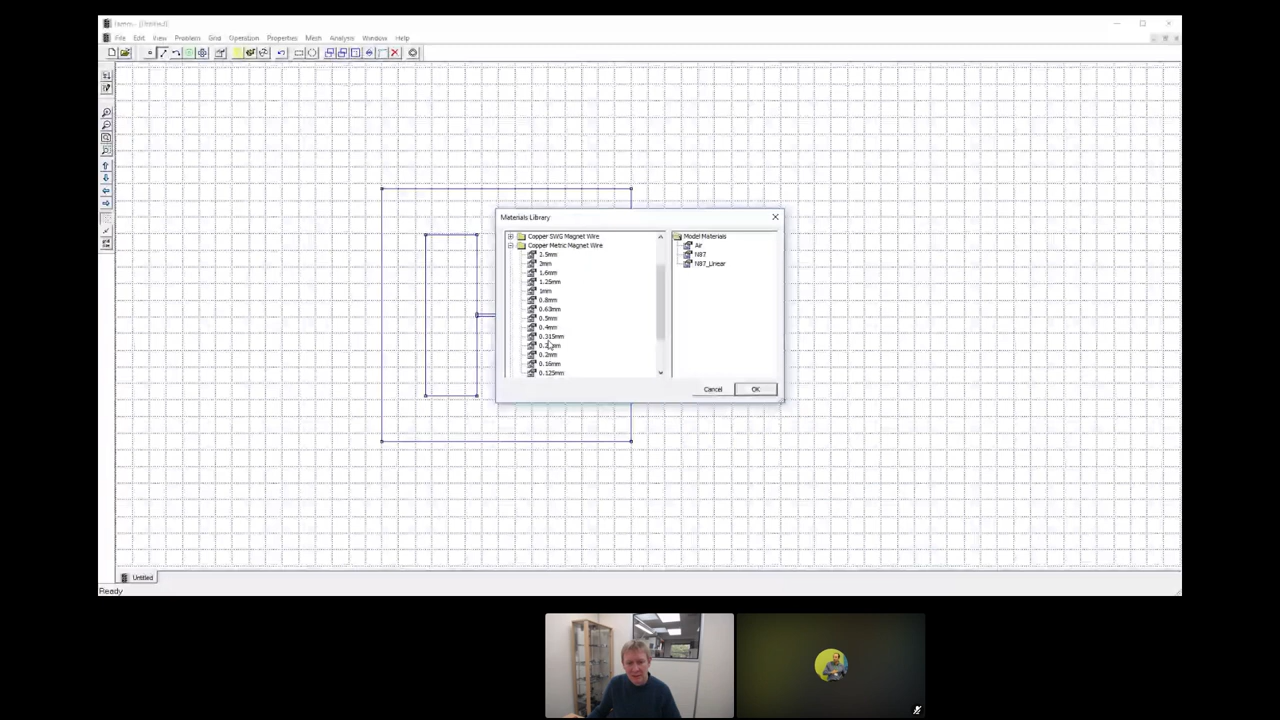 femm - [Untitled]
File Edit View Problem Grid Operation Properties Mesh Analysis Window Help
Materials Library
Copper SWG Magnet Wire
Copper Metric Magnet Wire
2.5mm
2mm
1.6mm
1.25mm
1mm
0.8mm
0.63mm
0.5mm
0.4mm
0.315mm
0.2mm
0.16mm
0.125mm
Model Materials
Air
N87
N87_Linear
Cancel OK
Untitled
Ready